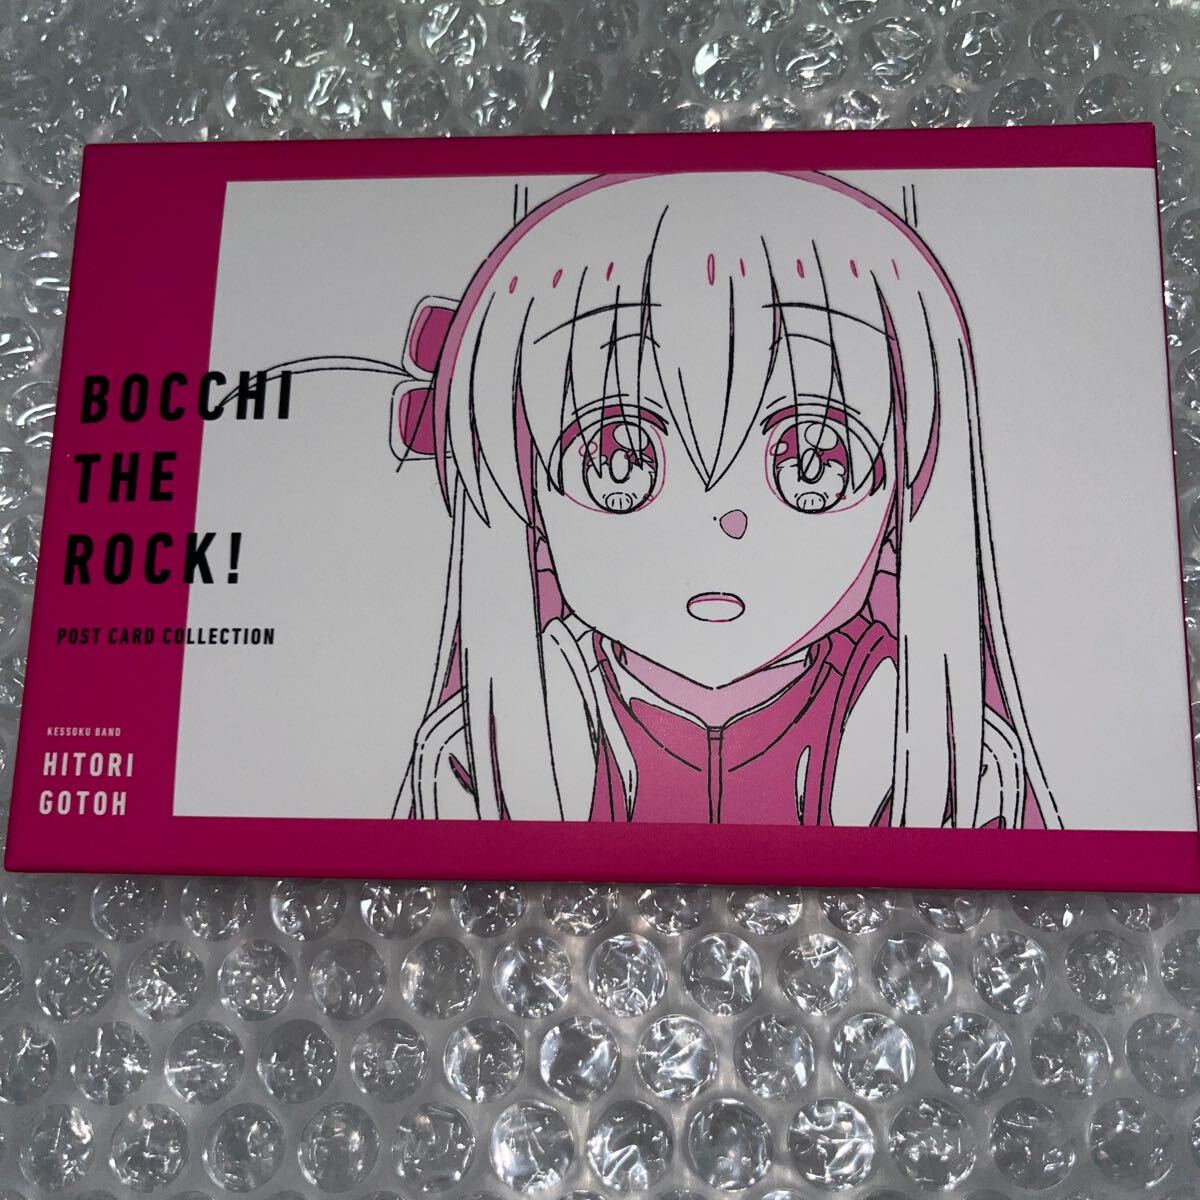 BOCCHI
THE
ROCK!
POST CARD COLLECTION
KESSOKU BAND
HITORI
GOTOH